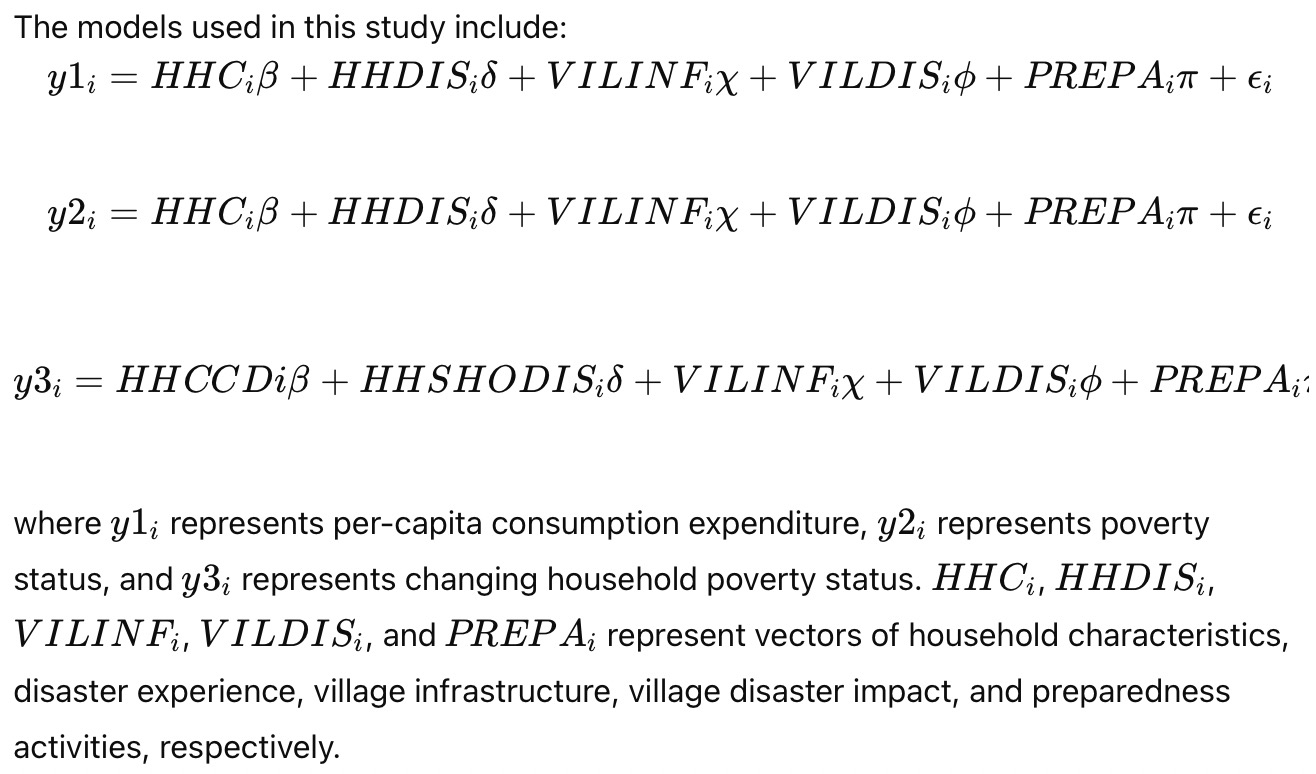 The models used in this study include:
y1ᵢ = HHCᵢβ + HHDISᵢδ + VILINFᵢχ + VILDISᵢϕ + PREPAᵢπ + ϵᵢ
y2ᵢ = HHCᵢβ + HHDISᵢδ + VILINFᵢχ + VILDISᵢϕ + PREPAᵢπ + ϵᵢ
y3ᵢ = HHCCDiβ + HHSHODISᵢδ + VILINFᵢχ + VILDISᵢϕ + PREPAᵢ
where y1ᵢ represents per-capita consumption expenditure, y2ᵢ represents poverty
status, and y3ᵢ represents changing household poverty status. HHCᵢ, HHDISᵢ,
VILINFᵢ, VILDISᵢ, and PREPAᵢ represent vectors of household characteristics,
disaster experience, village infrastructure, village disaster impact, and preparedness
activities, respectively.